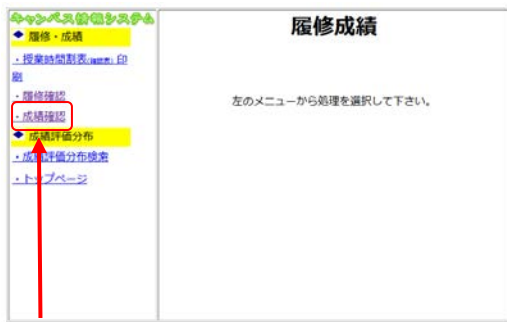 キャンパス情報システム
履修・成績
・授業時間割表(確認表)印
刷
・履修確認
・成績確認
成績評価分布
・成績評価分布検索
・トップページ
履修成績
左のメニューから処理を選択して下さい。